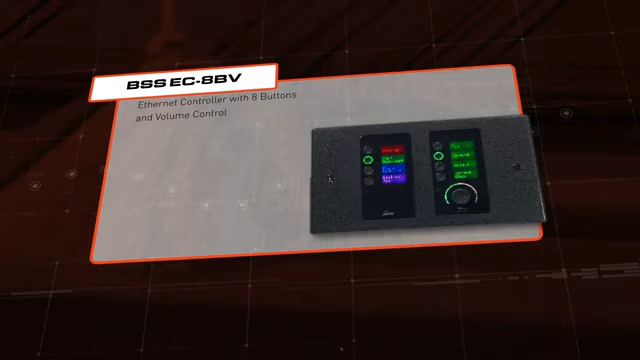 BSS EC-8BV
Ethernet Controller with 8 Buttons
and Volume Control